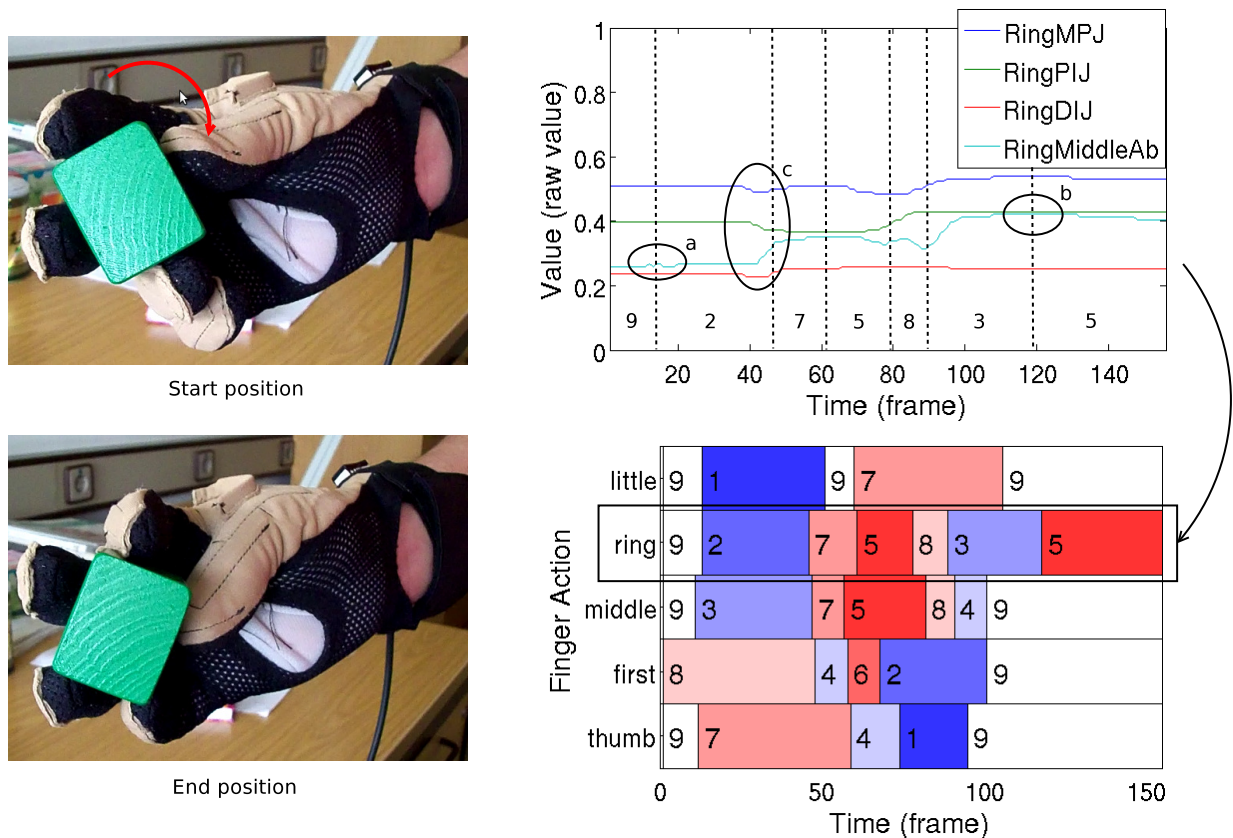 Start position
End position
1
0.8
0.6
0.4
0.2
0
Value (raw value)
RingMPJ
RingPIJ
RingDIJ
RingMiddleAb
a
c
b
9 2 7 5 8 3 5
20 40 60 80 100 120 140
Time (frame)
Finger Action
little 9 1 9 7 9
ring 9 2 7 5 8 3 5
middle 9 3 7 5 8 4 9
first 8 4 6 2 9
thumb 9 7 4 1 9
0 50 100 150
Time (frame)